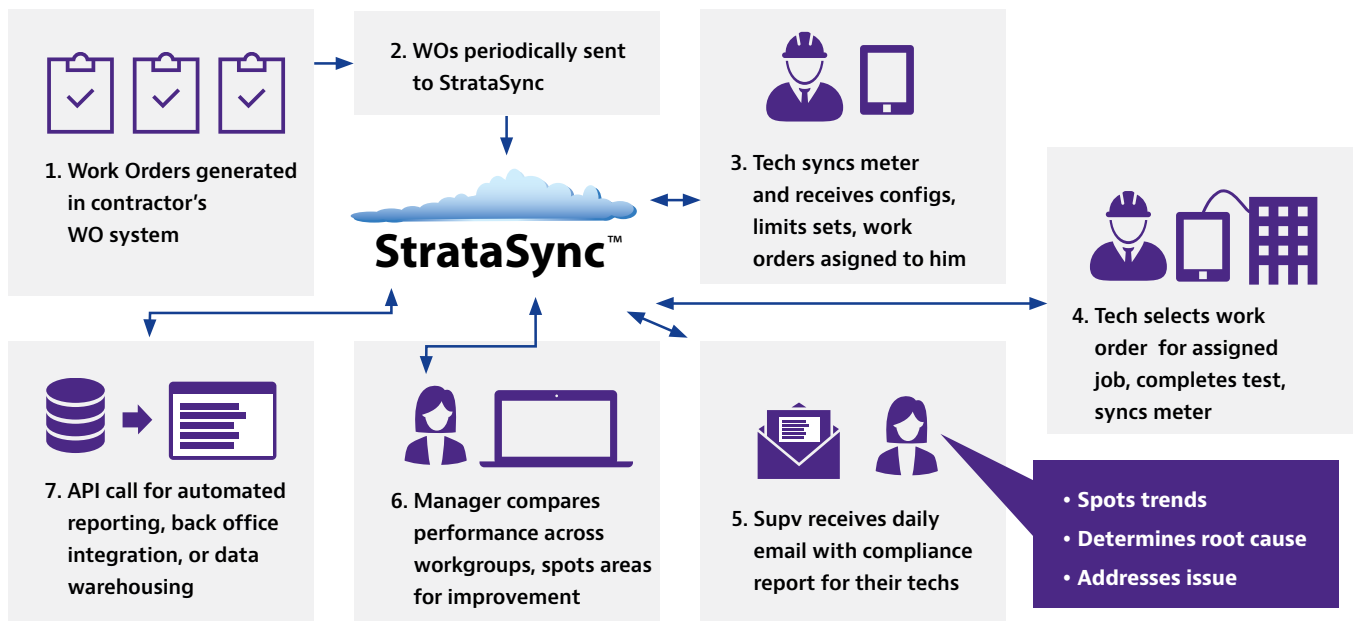 1. Work Orders generated
in contractor's
WO system
2. WOs periodically sent
to StrataSync
StrataSync™
3. Tech syncs meter
and receives configs,
limits sets, work
orders asigned to him
4. Tech selects work
order for assigned
job, completes test,
syncs meter
5. Supv receives daily
email with compliance
report for their techs
• Spots trends
• Determines root cause
• Addresses issue
6. Manager compares
performance across
workgroups, spots areas
for improvement
7. API call for automated
reporting, back office
integration, or data
warehousing